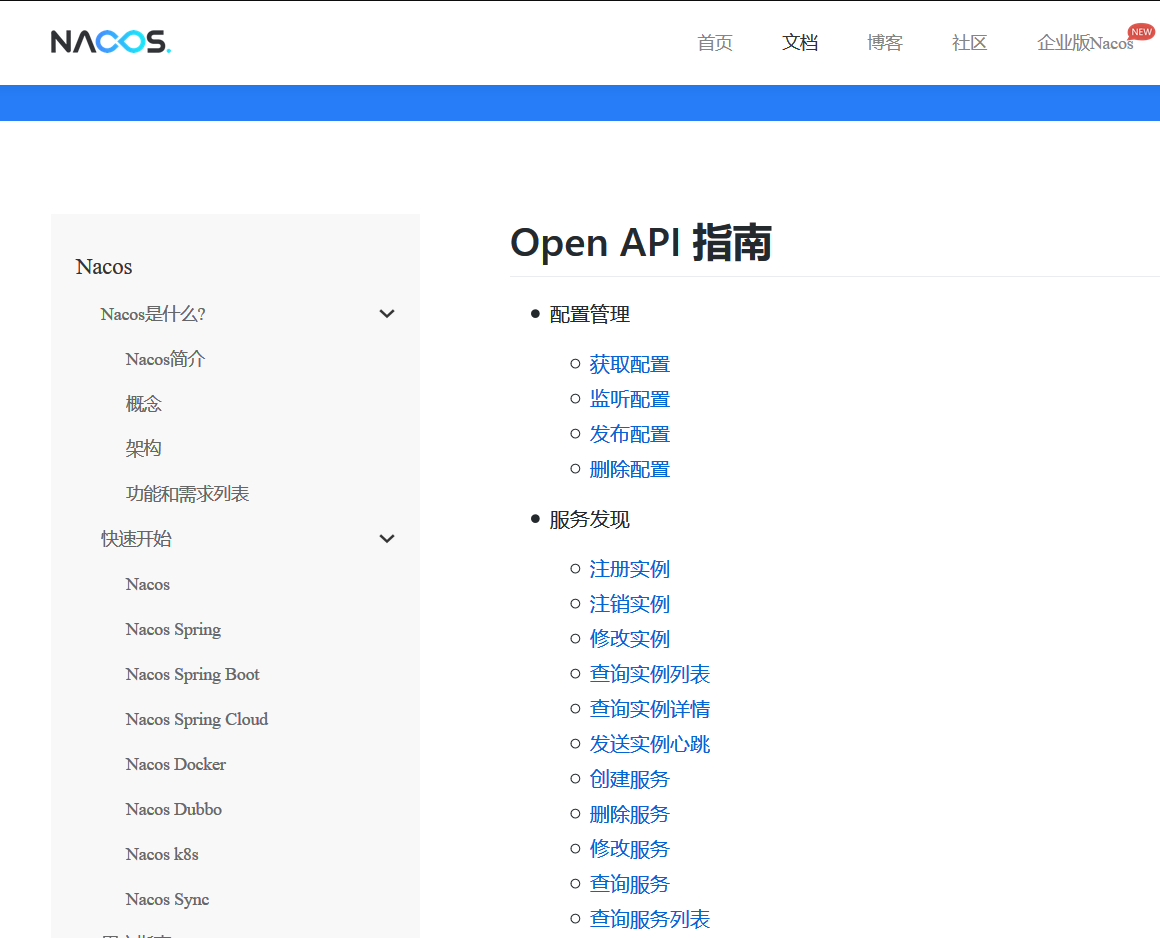 NACOS.
首页 文档 博客 社区 企业版Nacos NEW
Nacos
Nacos是什么?
Nacos简介
概念
架构
功能和需求列表
快速开始
Nacos
Nacos Spring
Nacos Spring Boot
Nacos Spring Cloud
Nacos Docker
Nacos Dubbo
Nacos k8s
Nacos Sync
Open API 指南
配置管理
获取配置
监听配置
发布配置
删除配置
服务发现
注册实例
注销实例
修改实例
查询实例列表
查询实例详情
发送实例心跳
创建服务
删除服务
修改服务
查询服务
查询服务列表